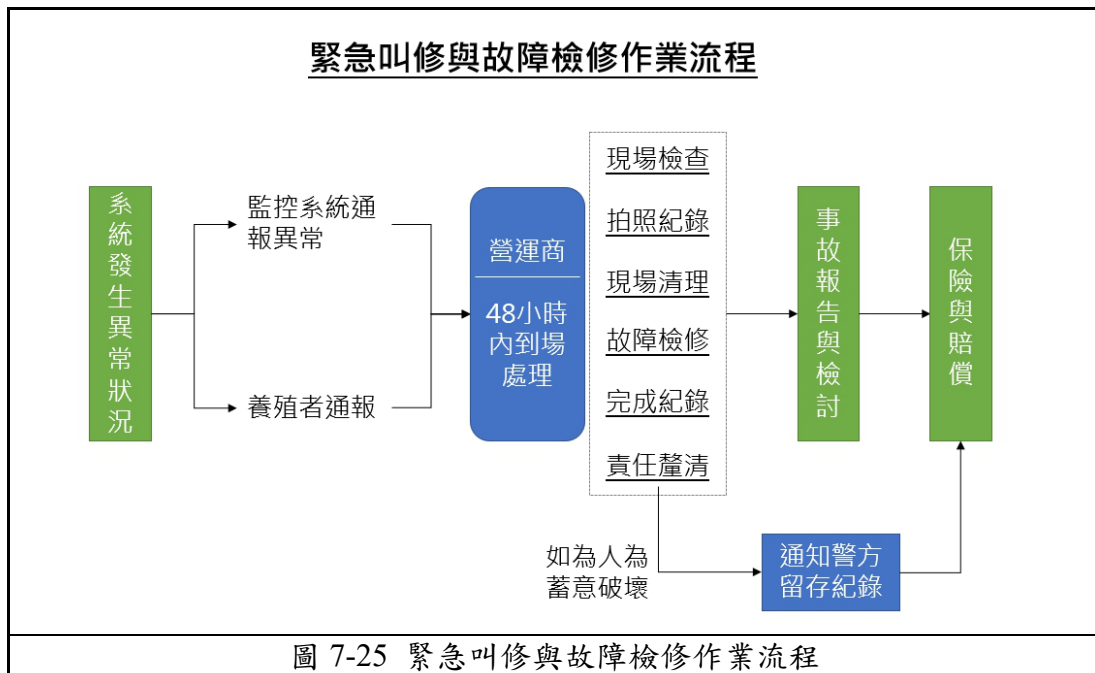 緊急叫修與故障檢修作業流程
系統發生異常狀況
監控系統通
報異常
養殖者通報
營運商
48小時
內到場
處理
現場檢查
拍照紀錄
現場清理
故障檢修
完成紀錄
責任釐清
事故報告與檢討
保險與賠償
如為人為
蓄意破壞
通知警方
留存紀錄
圖 7-25 緊急叫修與故障檢修作業流程